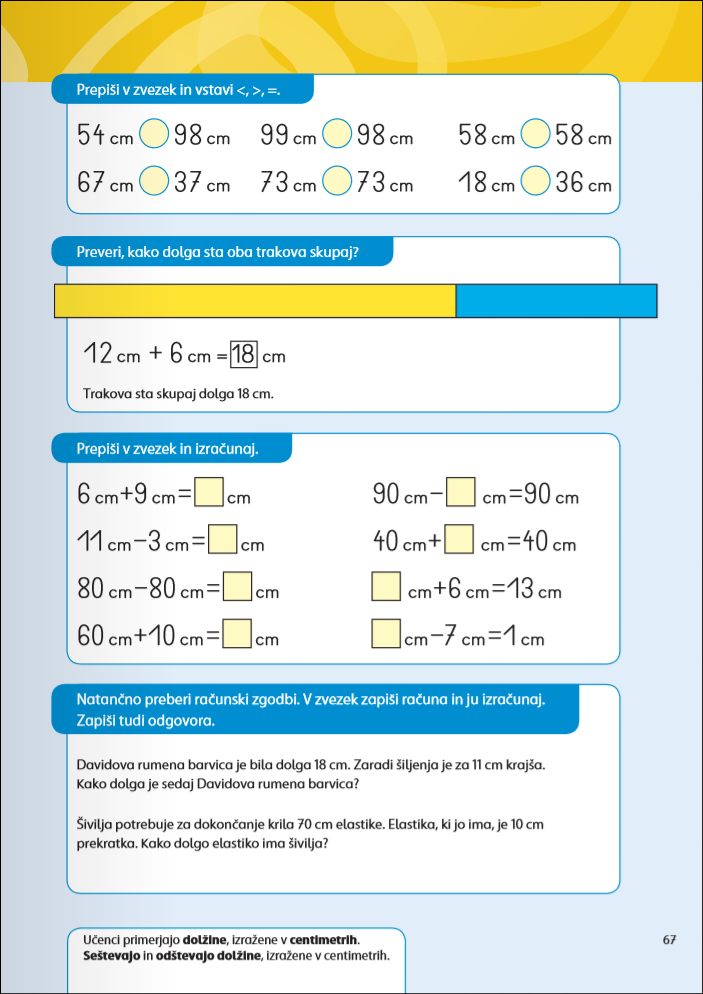 Prepiši v zvezek in vstavi <, >, =.
54 cm 98 cm 99 cm 98 cm 58 cm 58 cm
67 cm 37 cm 73 cm 73 cm 18 cm 36 cm
Preveri, kako dolga sta oba trakova skupaj?
12 cm + 6 cm = 18 cm
Trakova sta skupaj dolga 18 cm.
Prepiši v zvezek in izračunaj.
6 cm+9 cm= cm 90 cm- cm=90 cm
11 cm-3 cm= cm 40 cm+ cm=40 cm
80 cm-80 cm= cm cm+6 cm=13 cm
60 cm+10 cm= cm cm-7 cm=1 cm
Natančno preberi računski zgodbi. V zvezek zapiši računa in ju izračunaj.
Zapiši tudi odgovora.
Davidova rumena barvica je bila dolga 18 cm. Zaradi šiljenja je za 11 cm krajša.
Kako dolga je sedaj Davidova rumena barvica?
Šivilja potrebuje za dokončanje krila 70 cm elastike. Elastika, ki jo ima, je 10 cm
prekratka. Kako dolgo elastiko ima šivilja?
Učenci primerjajo dolžine, izražene v centimetrih.
Seštevajo in odštevajo dolžine, izražene v centimetrih.
67